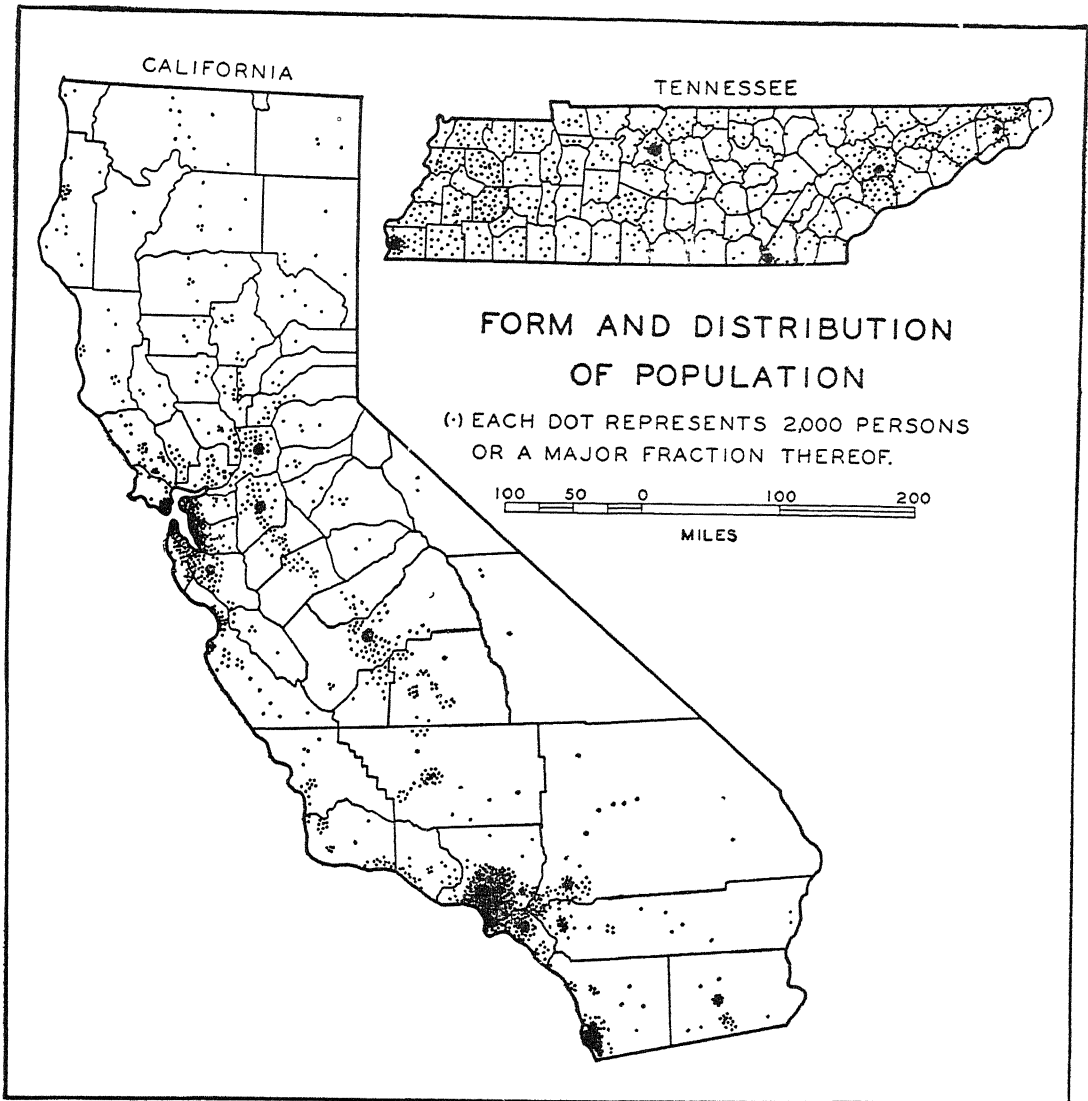 CALIFORNIA
TENNESSEE
FORM AND DISTRIBUTION
OF POPULATION
(·) EACH DOT REPRESENTS 2,000 PERSONS
OR A MAJOR FRACTION THEREOF.
100 50 0 100 200
MILES